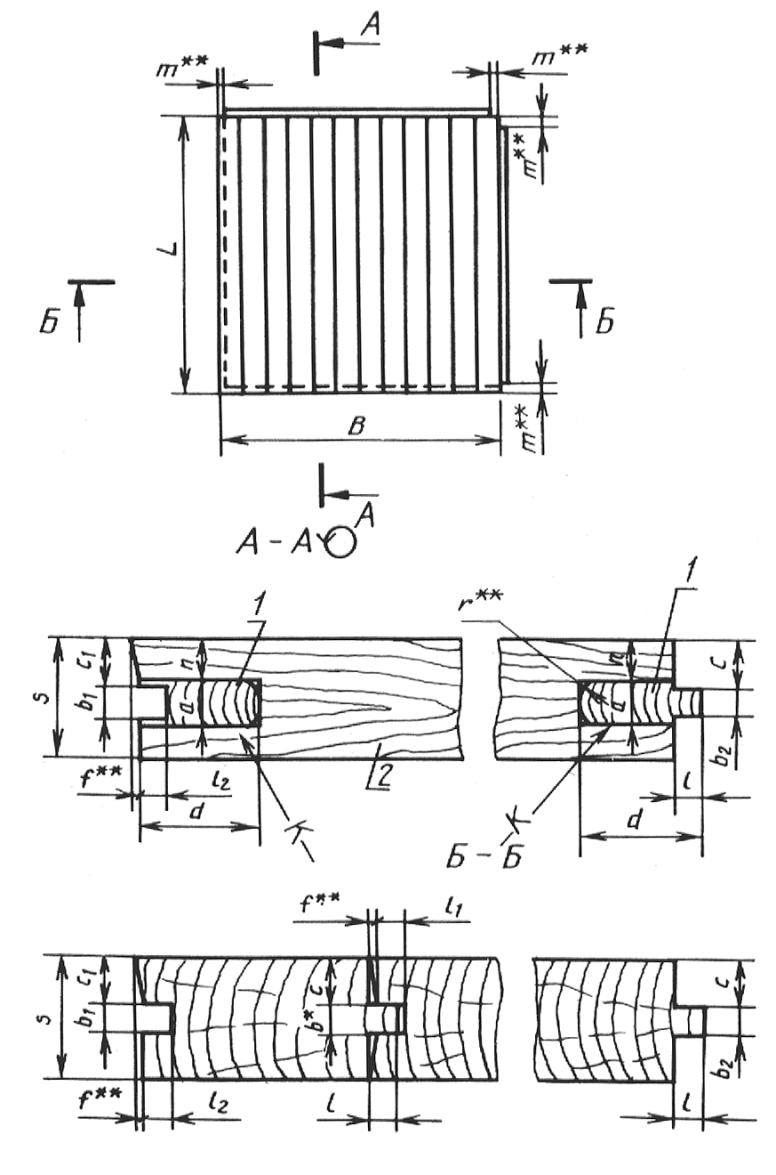 A
m** m**
m**
L
Б Б
B
m**
A
A - A
1 r** 1
s c₁ b₁ n a n a c b₂
f** l₂ 2 l
d K K d
Б - Б
f** l₁
s c₁ b₁ c b* c b₂
f** l₂ l l